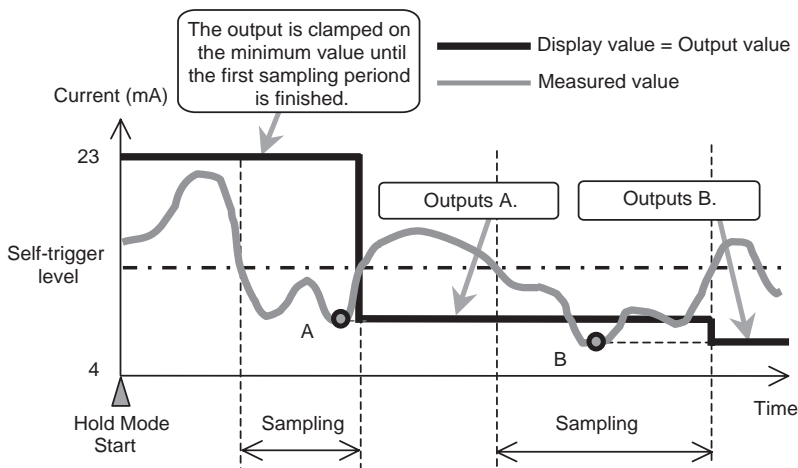 The output is clamped on
the minimum value until
the first sampling periond
is finished.
Display value = Output value
Measured value
Current (mA)
23
Outputs A.
Outputs B.
Self-trigger
level
A
B
4
Hold Mode
Start
Sampling
Sampling
Time